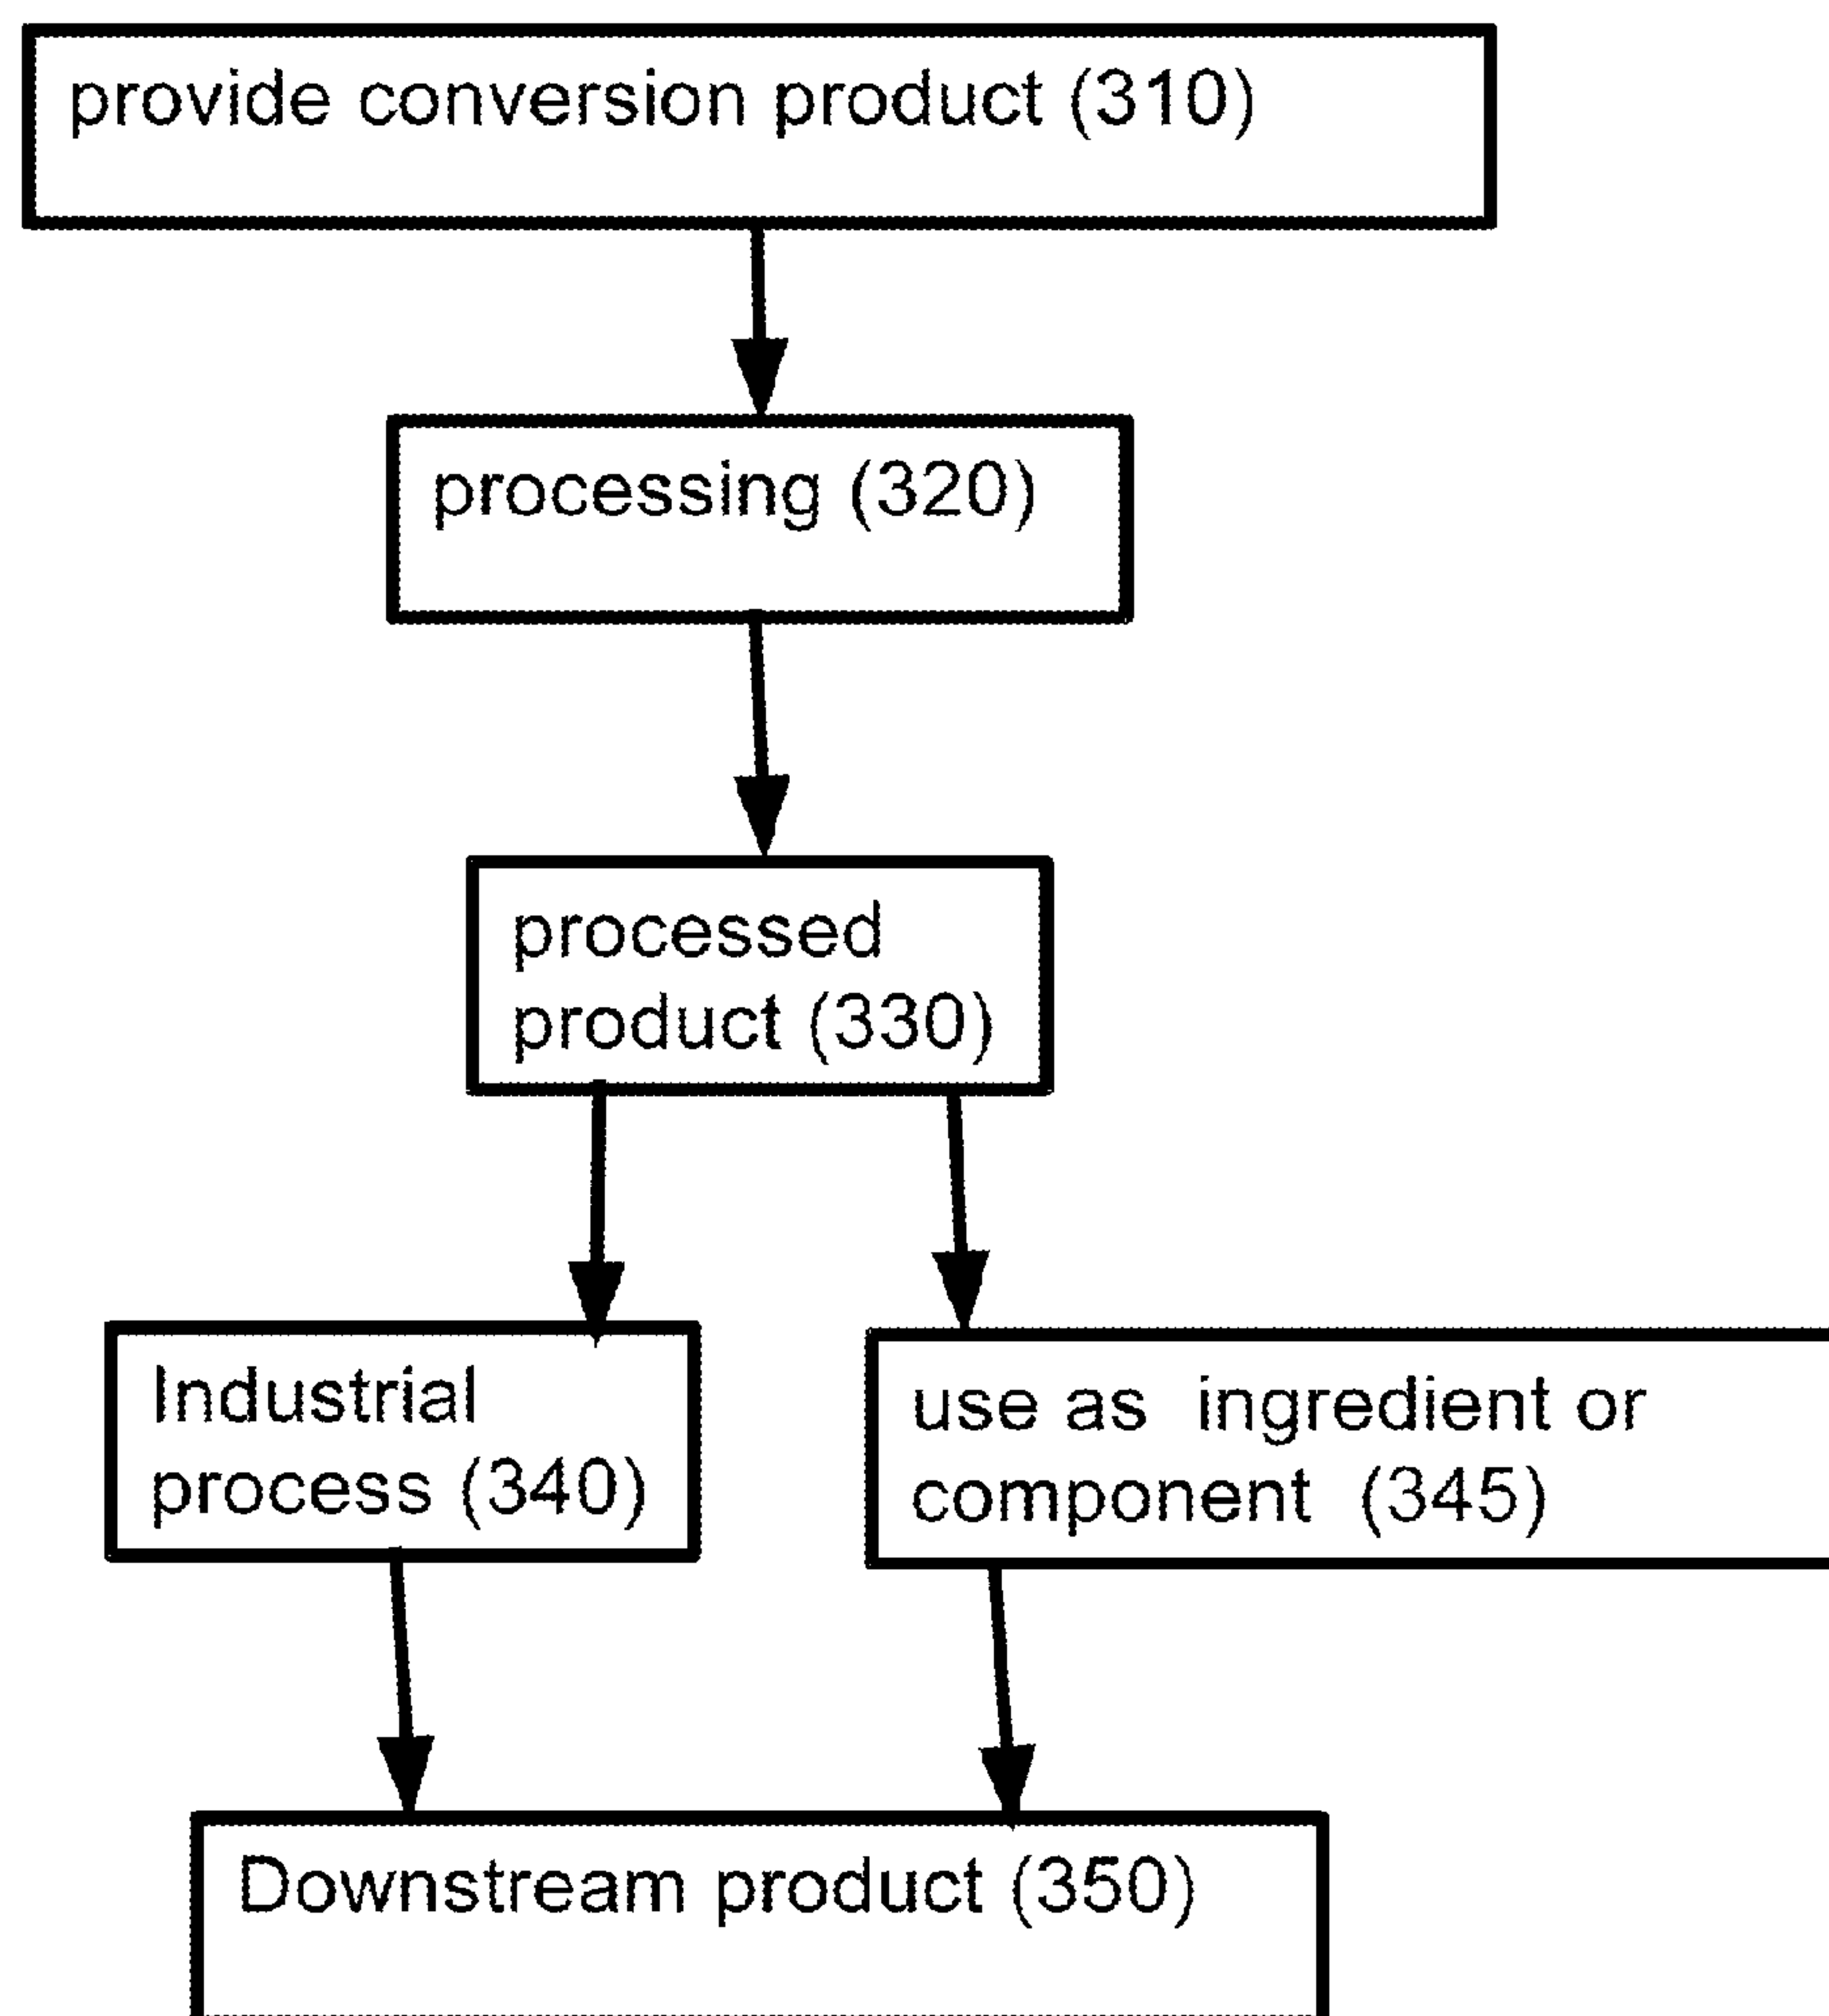 provide conversion product (310)
processing (320)
processed
product (330)
Industrial
process (340)
use as ingredient or
component (345)
Downstream product (350)